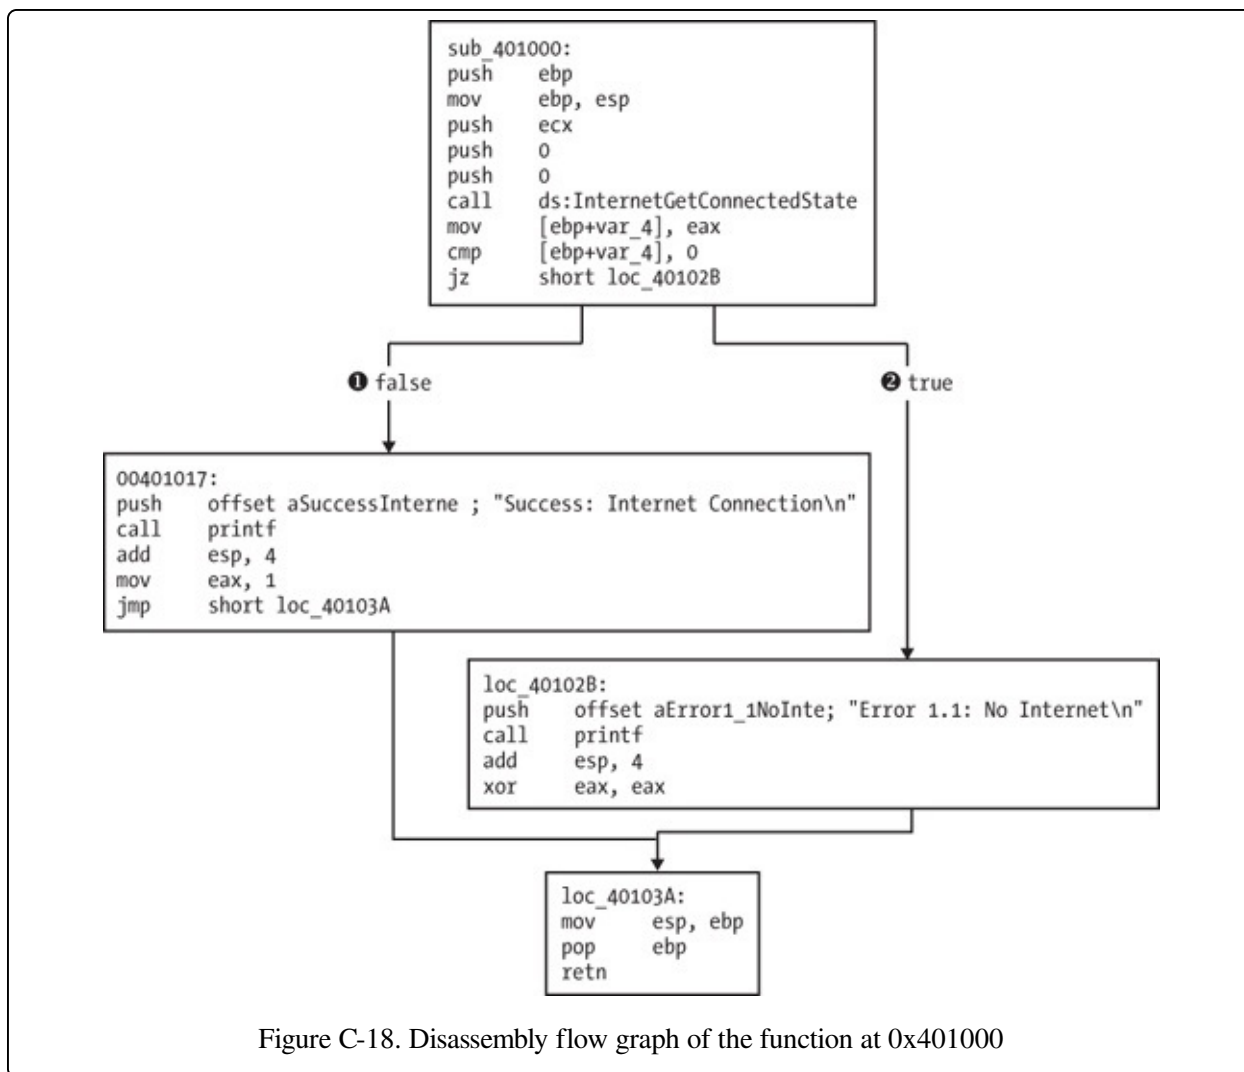 sub_401000:
push ebp
mov ebp, esp
push ecx
push 0
push 0
call ds:InternetGetConnectedState
mov [ebp+var_4], eax
cmp [ebp+var_4], 0
jz short loc_40102B
❶ false
❷ true
00401017:
push offset aSuccessInterne ; "Success: Internet Connection\n"
call printf
add esp, 4
mov eax, 1
jmp short loc_40103A
loc_40102B:
push offset aError1_1NoInte; "Error 1.1: No Internet\n"
call printf
add esp, 4
xor eax, eax
loc_40103A:
mov esp, ebp
pop ebp
retn
Figure C-18. Disassembly flow graph of the function at 0x401000